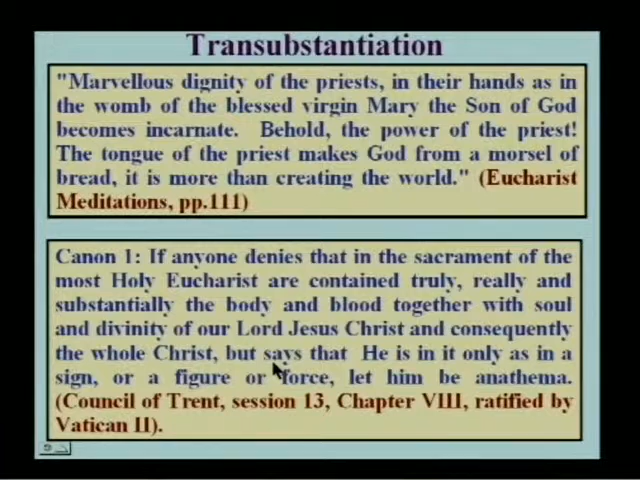 Transubstantiation
"Marvellous dignity of the priests, in their hands as in
the womb of the blessed virgin Mary the Son of God
becomes incarnate. Behold, the power of the priest!
The tongue of the priest makes God from a morsel of
bread, it is more than creating the world." (Eucharist
Meditations, pp.111)
Canon 1: If anyone denies that in the sacrament of the
most Holy Eucharist are contained truly, really and
substantially the body and blood together with soul
and divinity of our Lord Jesus Christ and consequently
the whole Christ, but says that He is in it only as in a
sign, or a figure or force, let him be anathema.
(Council of Trent, session 13, Chapter VIII, ratified by
Vatican II).